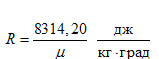 R = 8314,20 / μ дж / кг · град